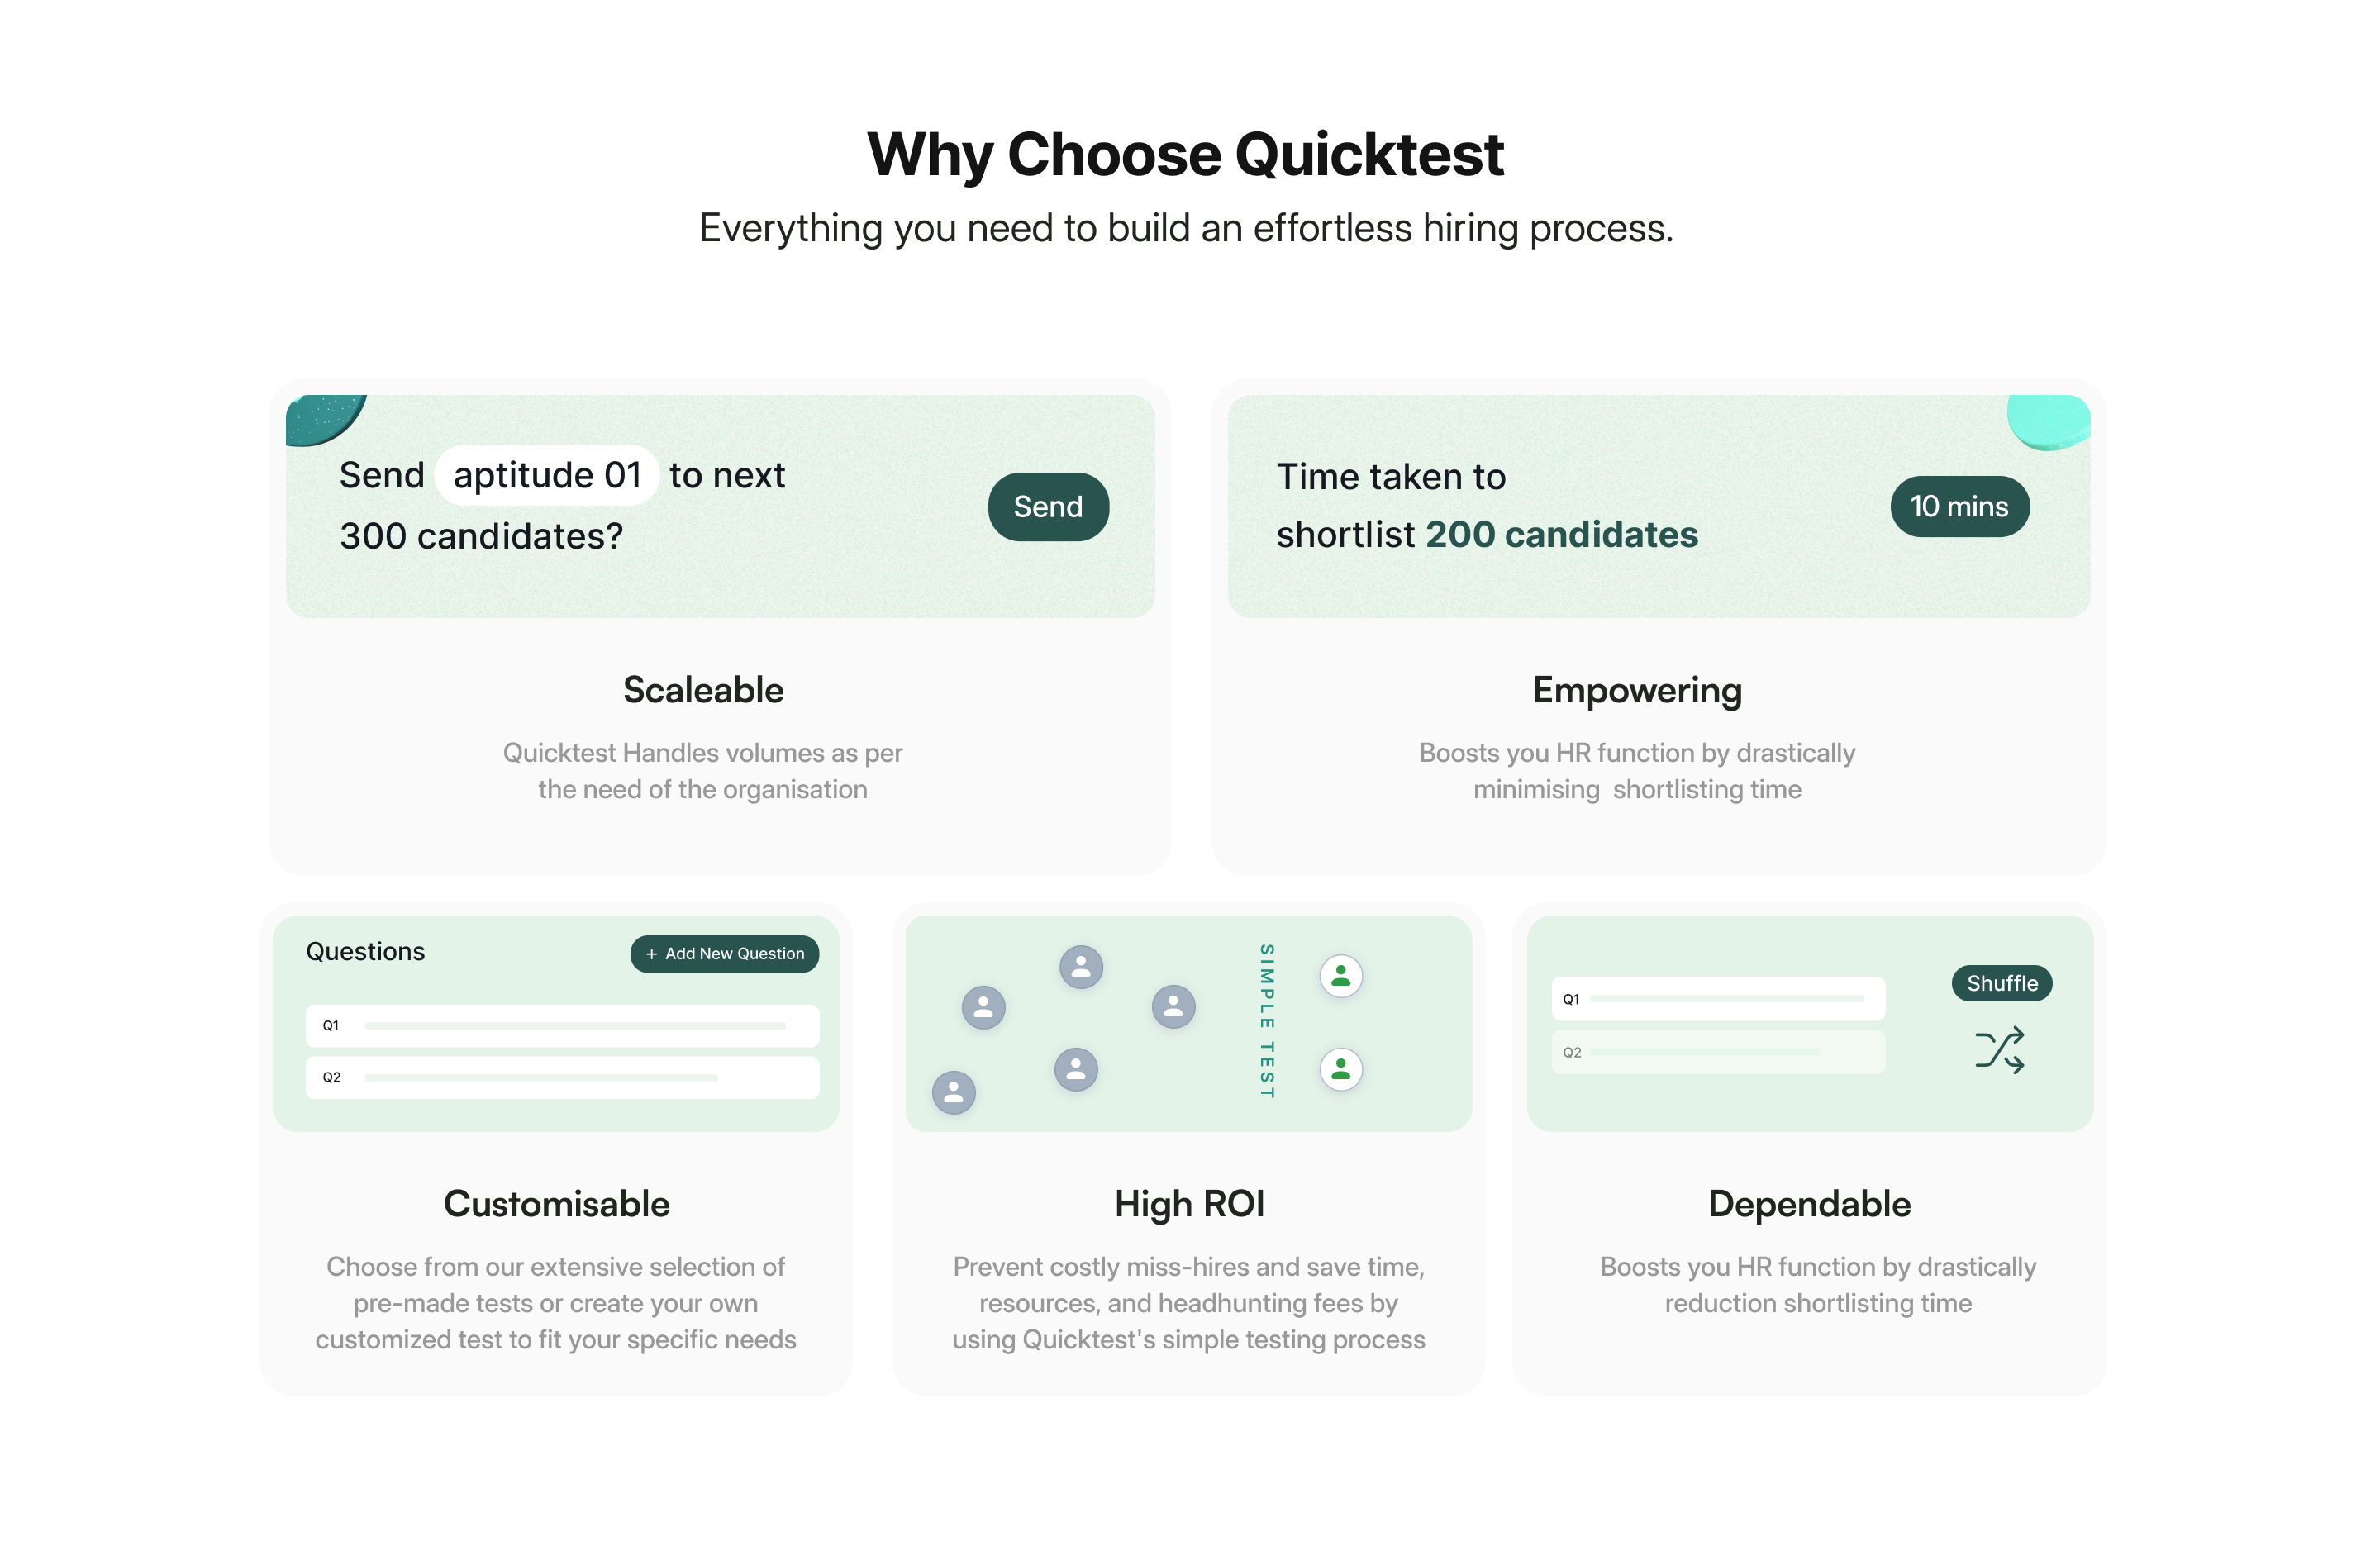 Why Choose Quicktest
Everything you need to build an effortless hiring process.
Send aptitude 01 to next
300 candidates?
Send
Scaleable
Quicktest Handles volumes as per
the need of the organisation
Time taken to
shortlist 200 candidates
10 mins
Empowering
Boosts you HR function by drastically
minimising  shortlisting time
Questions
+ Add New Question
Q1
Q2
Customisable
Choose from our extensive selection of
pre-made tests or create your own
customized test to fit your specific needs
SIMPLE TEST
High ROI
Prevent costly miss-hires and save time,
resources, and headhunting fees by
using Quicktest's simple testing process
Q1
Q2
Shuffle
Dependable
Boosts you HR function by drastically
reduction shortlisting time